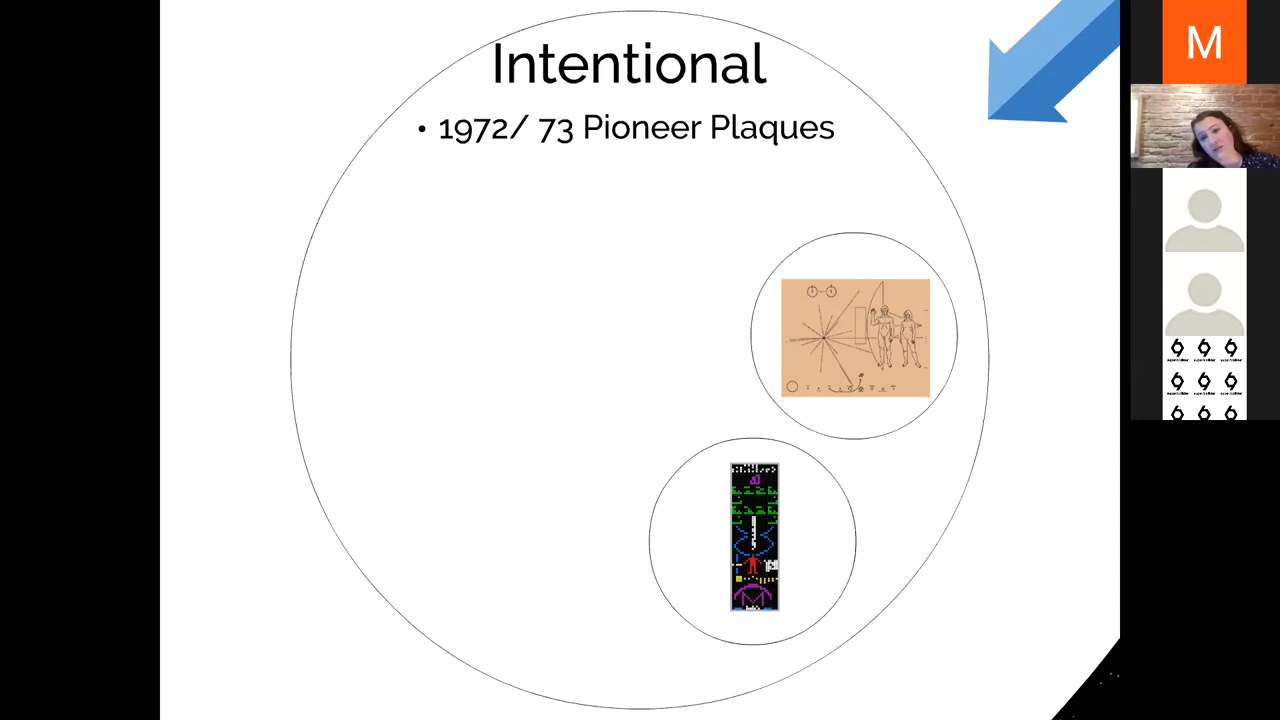 Intentional
• 1972/ 73 Pioneer Plaques
M